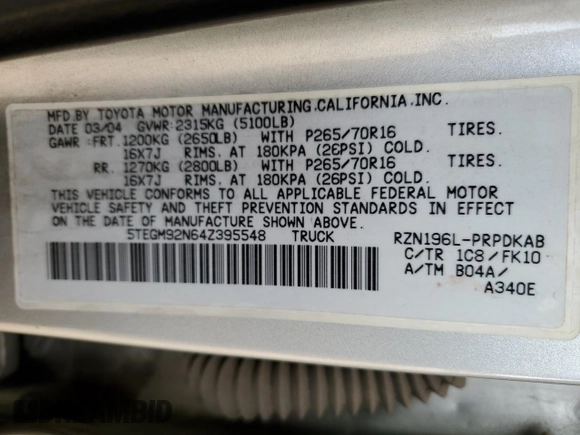 MFD.BY TOYOTA MOTOR MANUFACTURING,CALIFORNIA,INC.
DATE 03/04 GVWR:2315KG (5100LB)
GAWR:FRT.1200KG (2650LB) WITH P265/70R16 TIRES.
16X7J RIMS. AT 180KPA (26PSI) COLD.
RR. 1270KG (2800LB) WITH P265/70R16 TIRES.
16X7J RIMS. AT 180KPA (26PSI) COLD.
THIS VEHICLE CONFORMS TO ALL APPLICABLE FEDERAL MOTOR
VEHICLE SAFETY AND THEFT PREVENTION STANDARDS IN EFFECT
ON THE DATE OF MANUFACTURE SHOWN ABOVE.
5TEGM92N64Z395548 TRUCK RZN196L-PRPDKAB
C/TR 1C8/FK10
A/TM B04A/
A340E